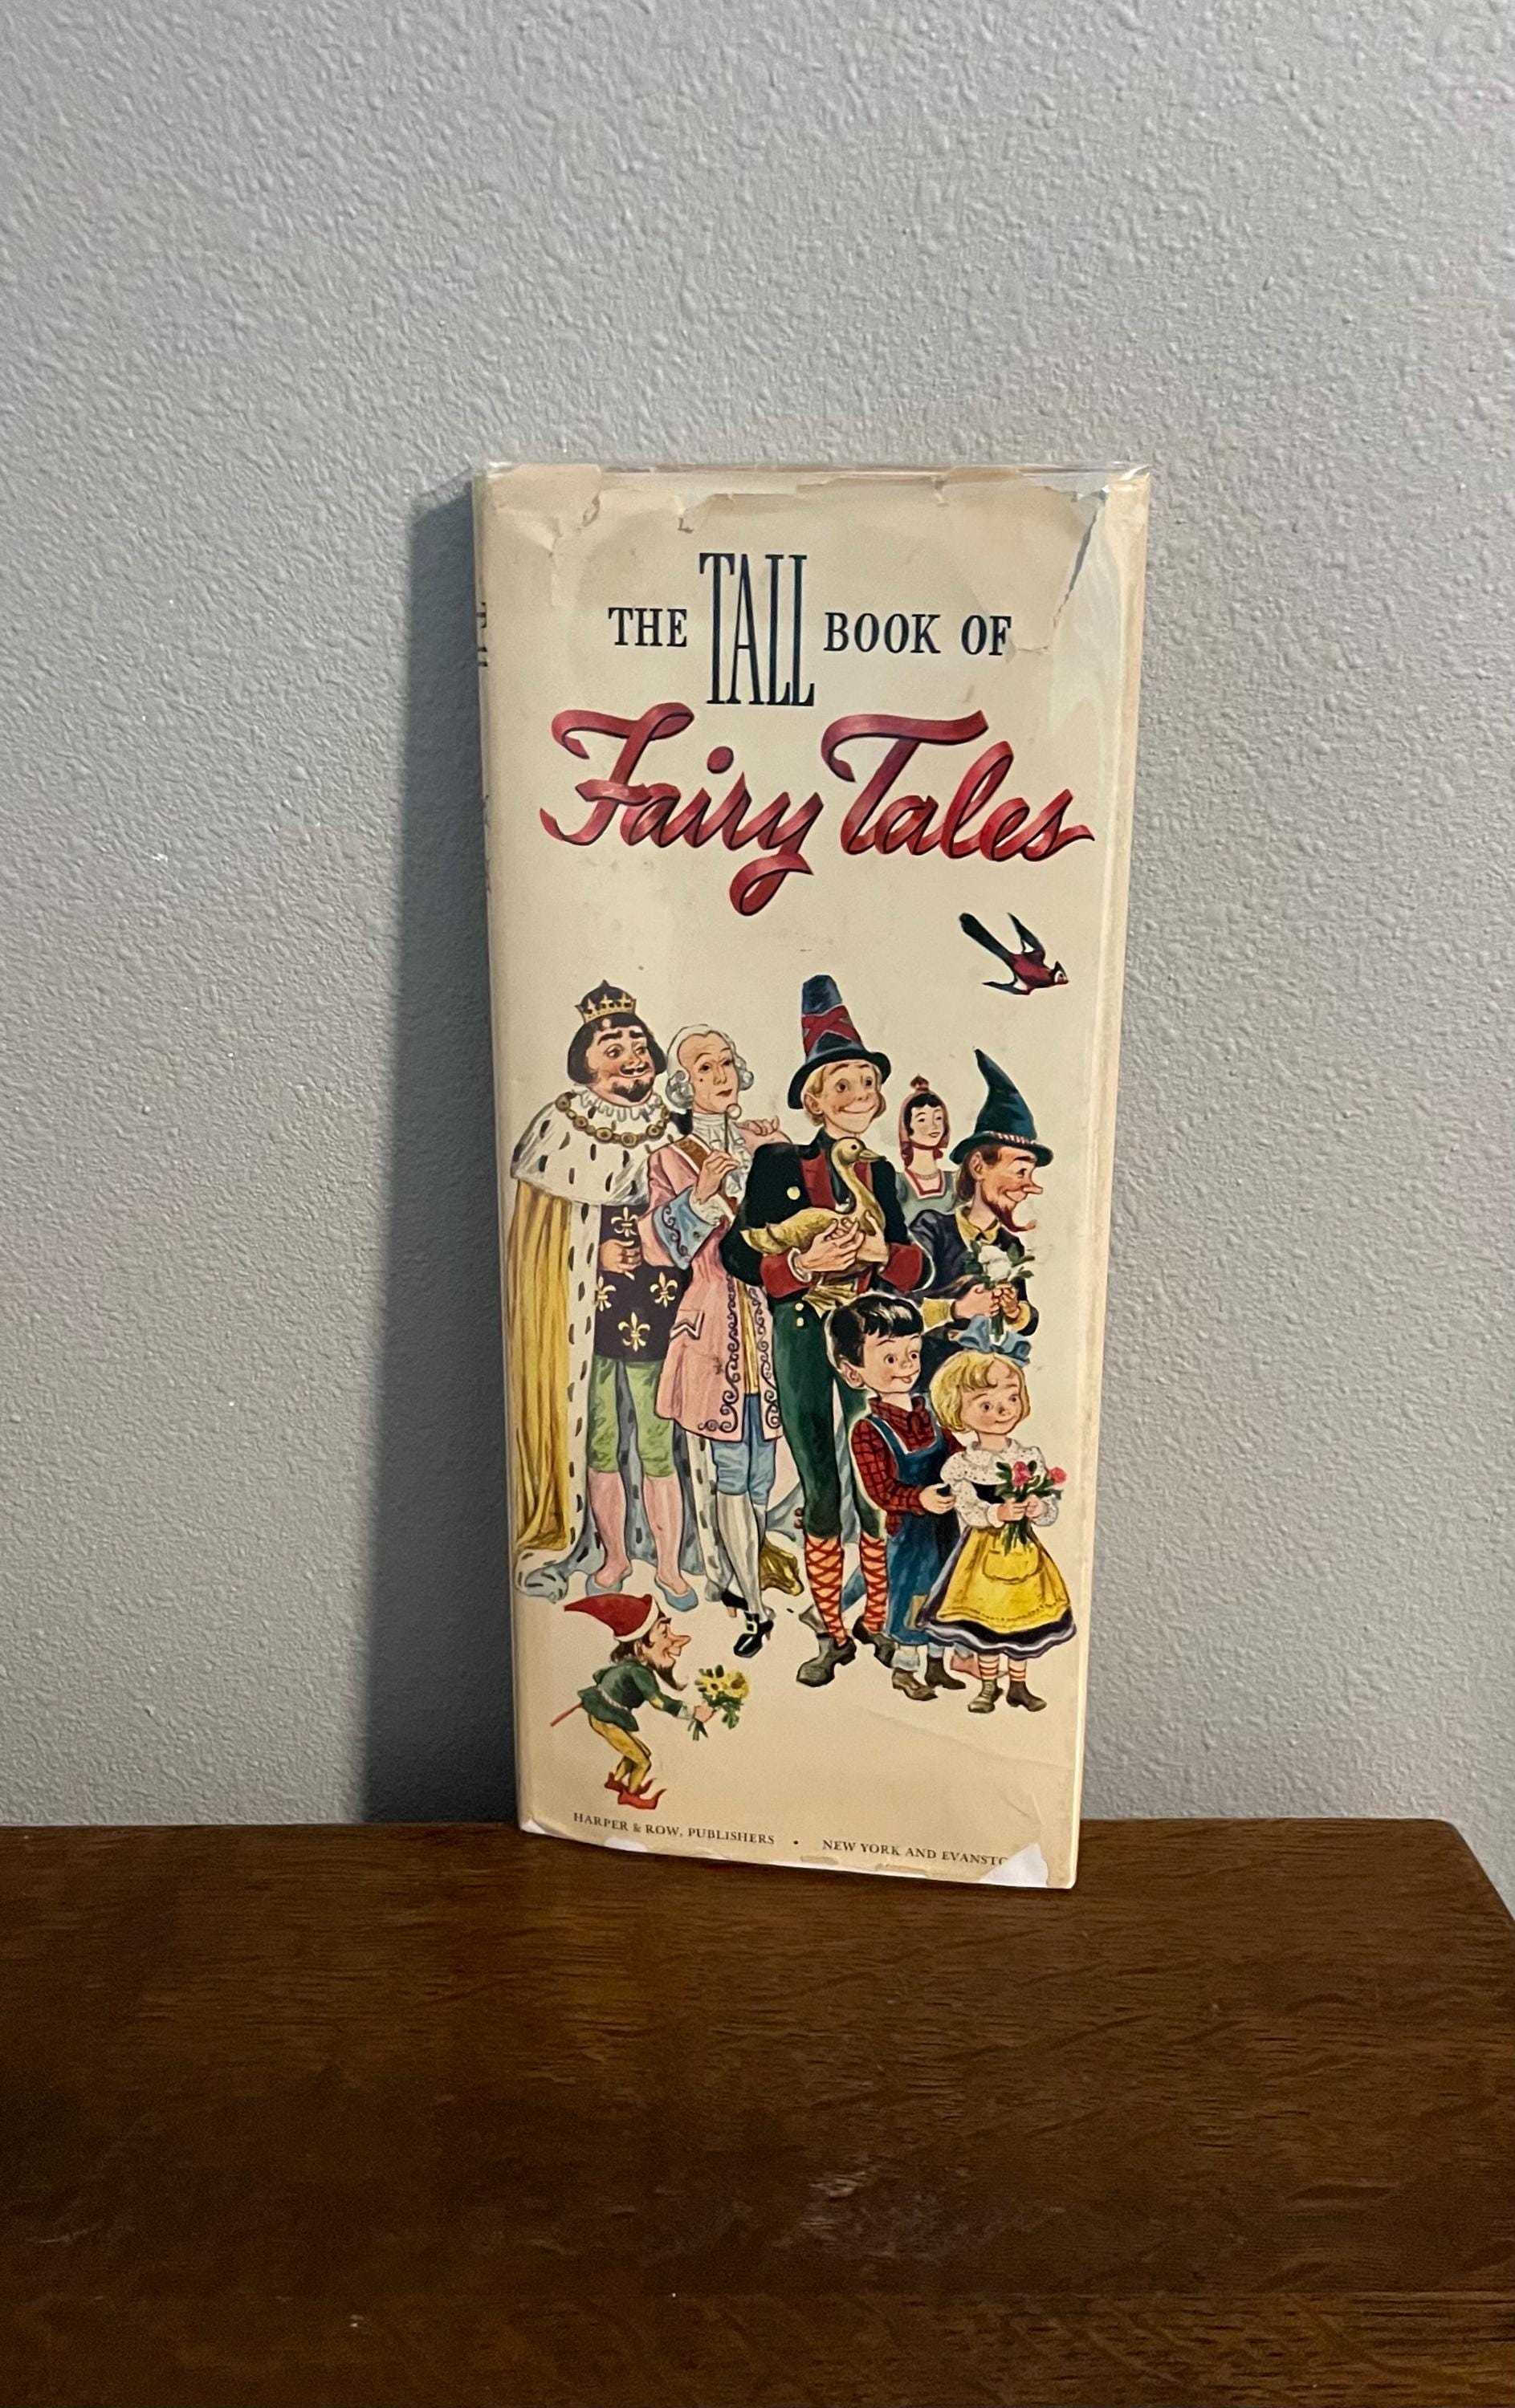 THE TALL BOOK OF
Fairy Tales
HARPER & ROW, PUBLISHERS • NEW YORK AND